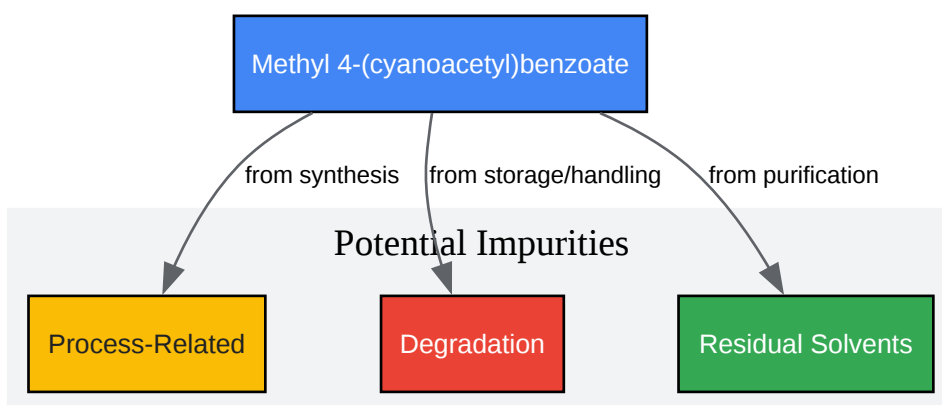 Methyl 4-(cyanoacetyl)benzoate
from synthesis
from storage/handling
from purification
Potential Impurities
Process-Related
Degradation
Residual Solvents